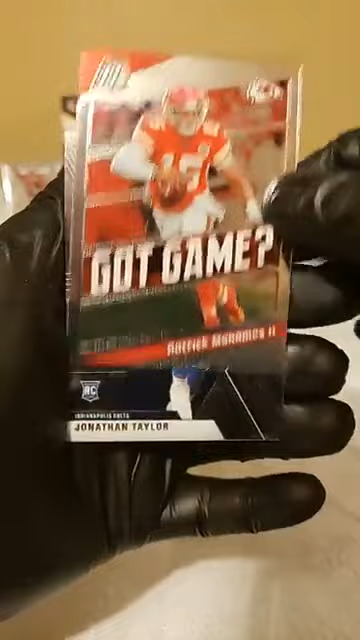 GOT GAME?
Patrick Mahomes II
RC
INDIANAPOLIS COLTS
JONATHAN TAYLOR